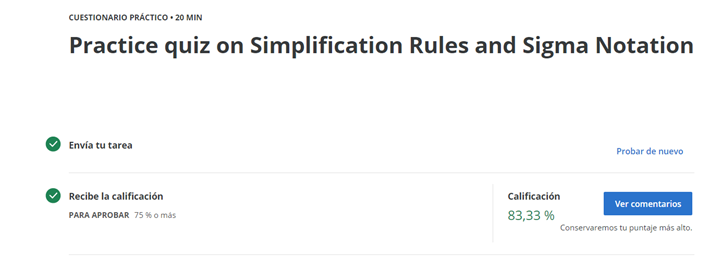 CUESTIONARIO PRÁCTICO • 20 MIN
Practice quiz on Simplification Rules and Sigma Notation
Envía tu tarea
Probar de nuevo
Recibe la calificación
PARA APROBAR 75 % o más
Calificación
83,33 %
Ver comentarios
Conservaremos tu puntaje más alto.